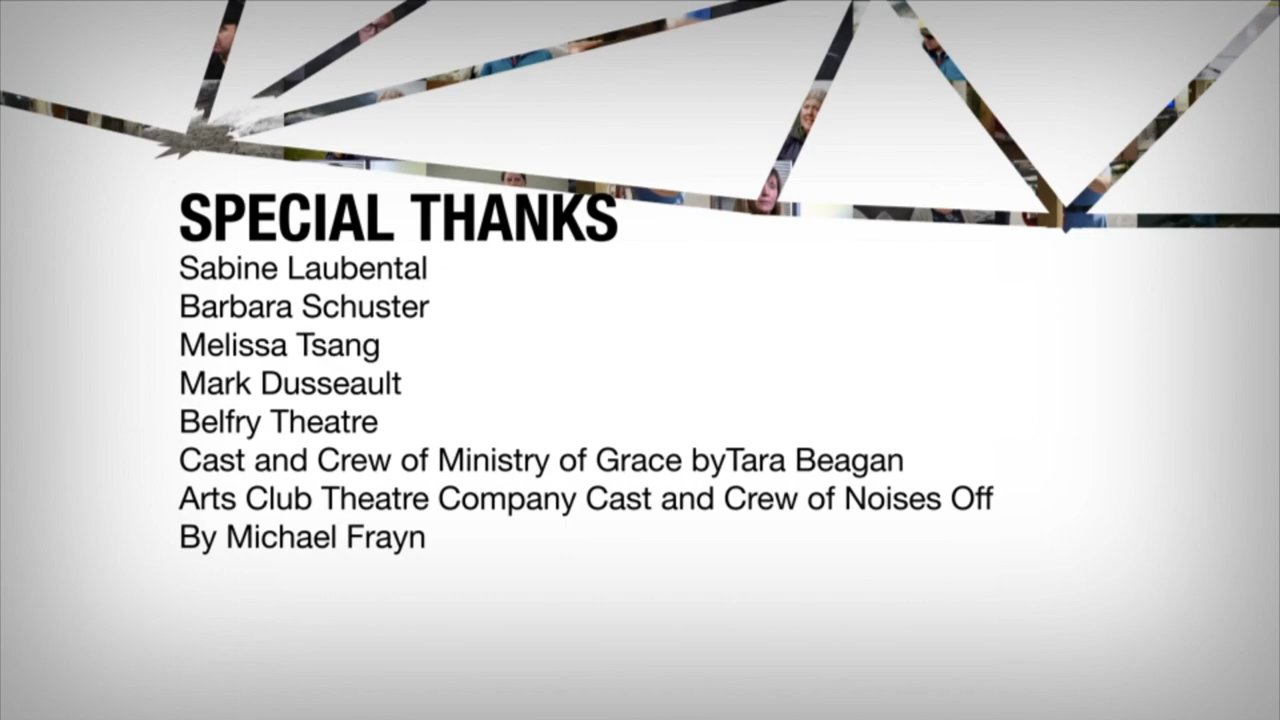 SPECIAL THANKS
Sabine Laubental
Barbara Schuster
Melissa Tsang
Mark Dusseault
Belfry Theatre
Cast and Crew of Ministry of Grace byTara Beagan
Arts Club Theatre Company Cast and Crew of Noises Off
By Michael Frayn